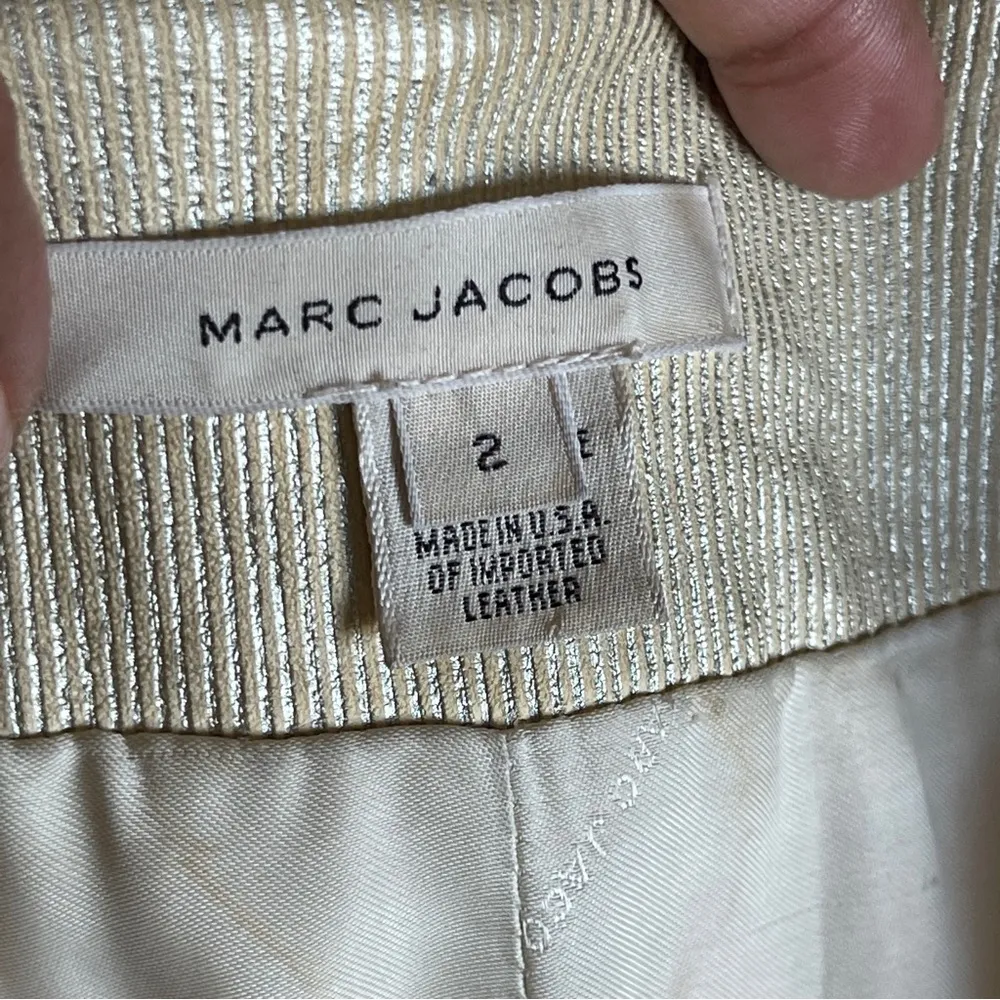 MARC JACOBS
2
E
MADE IN U.S.A.
OF IMPORTED
LEATHER